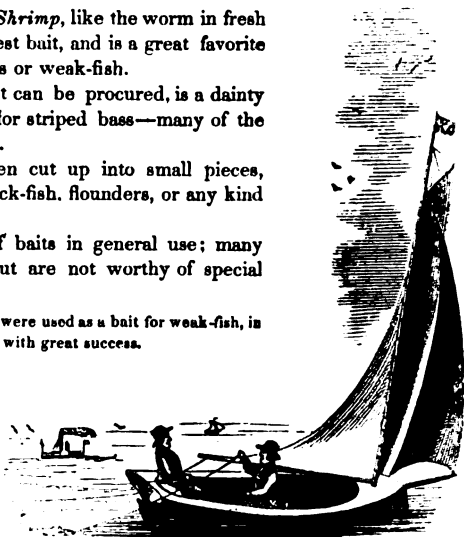 Shrimp, like the worm in fresh
est bait, and is a great favorite
s or weak-fish.
t can be procured, is a dainty
for striped bass—many of the
.
en cut up into small pieces,
ck-fish. flounders, or any kind
f baits in general use; many
ut are not worthy of special
were used as a bait for weak-fish, in
with great success.